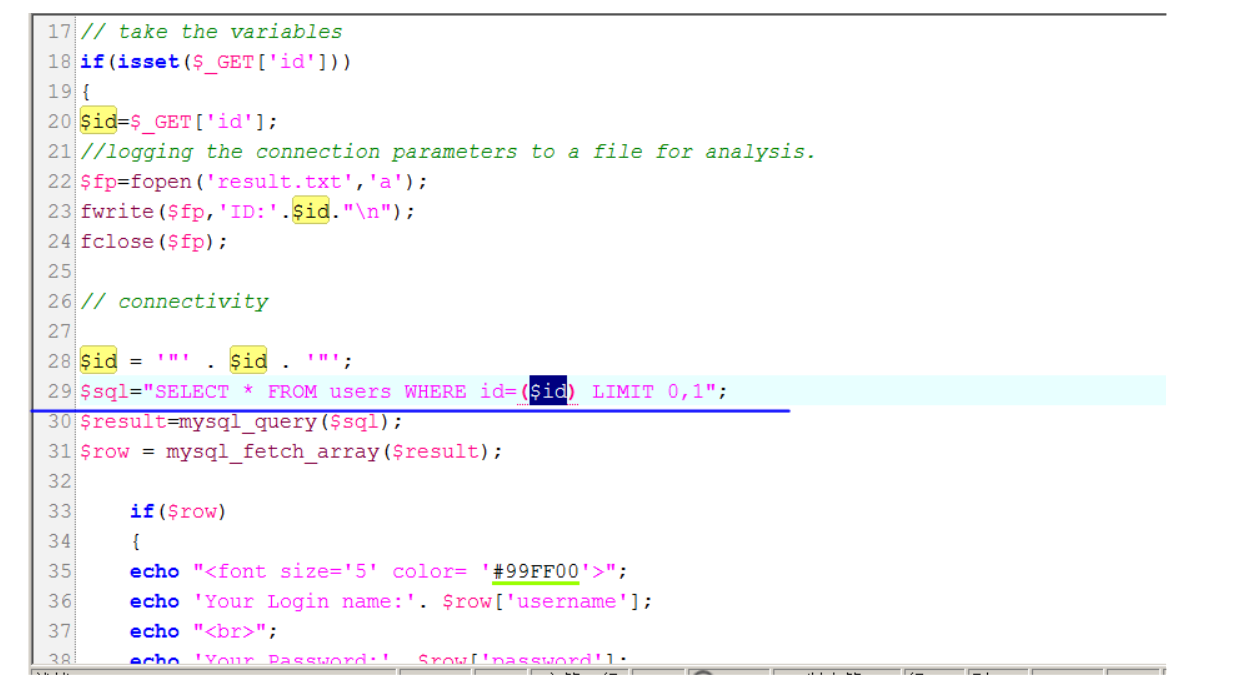 17 // take the variables
18 if(isset($_GET['id']))
19 {
20 $id=$_GET['id'];
21 //logging the connection parameters to a file for analysis.
22 $fp=fopen('result.txt','a');
23 fwrite($fp,'ID:'.$id."\n");
24 fclose($fp);
25
26 // connectivity
27
28 $id = '"' . $id . '"';
29 $sql="SELECT * FROM users WHERE id=($id) LIMIT 0,1";
30 $result=mysql_query($sql);
31 $row = mysql_fetch_array($result);
32
33 if($row)
34 {
35 echo "<font size='5' color= '#99FF00'>";
36 echo 'Your Login name:'. $row['username'];
37 echo "<br>";
38 echo 'Your Password:' $row['password'];